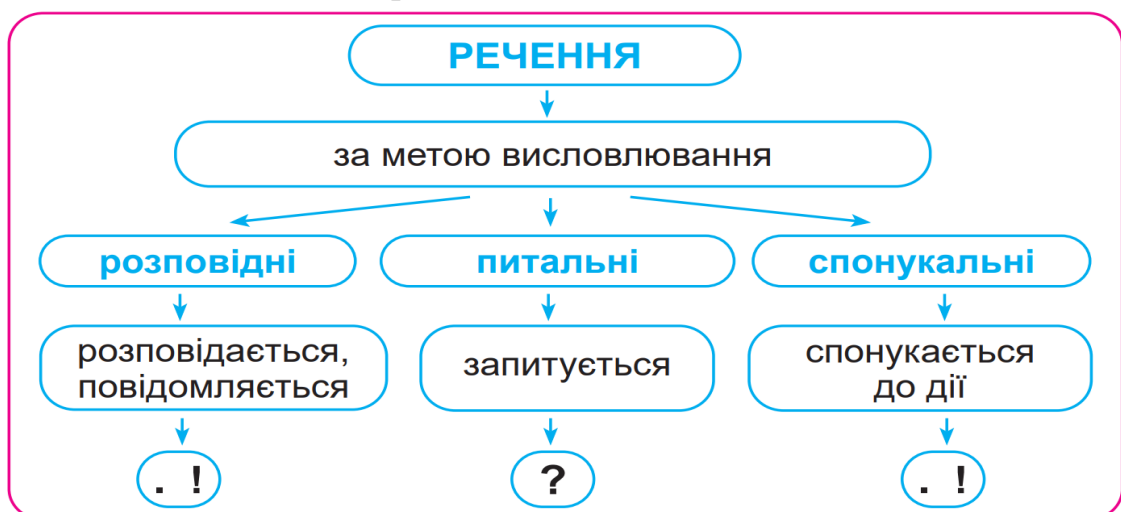 РЕЧЕННЯ
за метою висловлювання
розповідні
питальні
спонукальні
розповідається,
повідомляється
запитується
спонукається
до дії
. !
?
. !